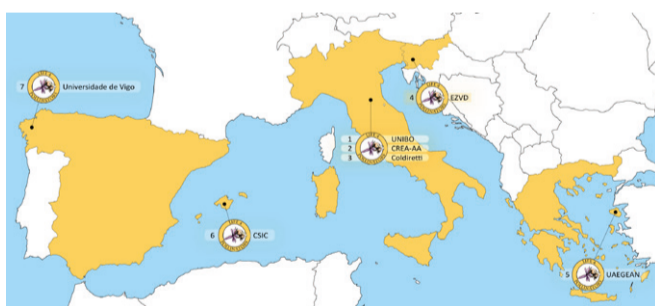 7 Universidade de Vigo
4 EZVD
1 UNIBO
2 CREA-AA
3 Coldiretti
6 CSIC
5 UAEGEAN